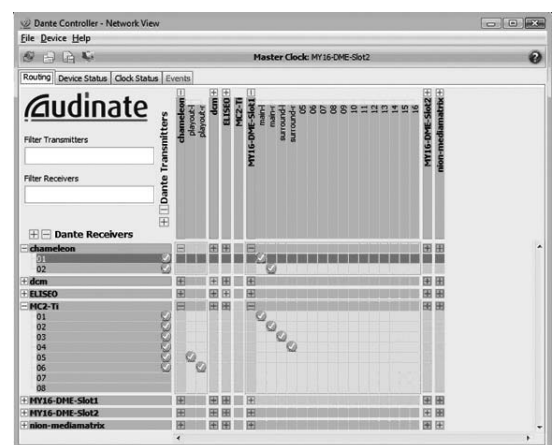 Dante Controller - Network View
File Device Help
Master Clock: MY16-DME-Slot2
Routing Device Status Clock Status Events
Audinate
Filter Transmitters
Filter Receivers
Dante Transmitters
chameleon
playout-l
playout-r
dcm
ELISEO
MC2-Ti
MY16-DME-Slot1
main-l
main-r
surround-l
surround-r
05
06
07
08
09
10
11
12
13
14
15
16
MY16-DME-Slot2
nion-mediamatrix
Dante Receivers
chameleon
01
02
dcm
ELISEO
MC2-Ti
01
02
03
04
05
06
07
08
MY16-DME-Slot1
MY16-DME-Slot2
nion-mediamatrix